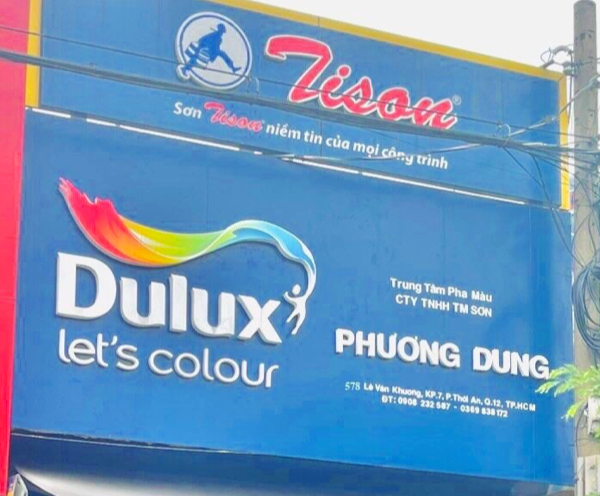 Tison®
Sơn Tison niềm tin của mọi công trình
Dulux
let's colour
Trung Tâm Pha Màu
CTY TNHH TM SƠN
PHƯƠNG DUNG
578 Lê Văn Khương, KP.7, P.Thới An, Q.12, TP.HCM
ĐT: 0908 232 587 - 0389 838 172